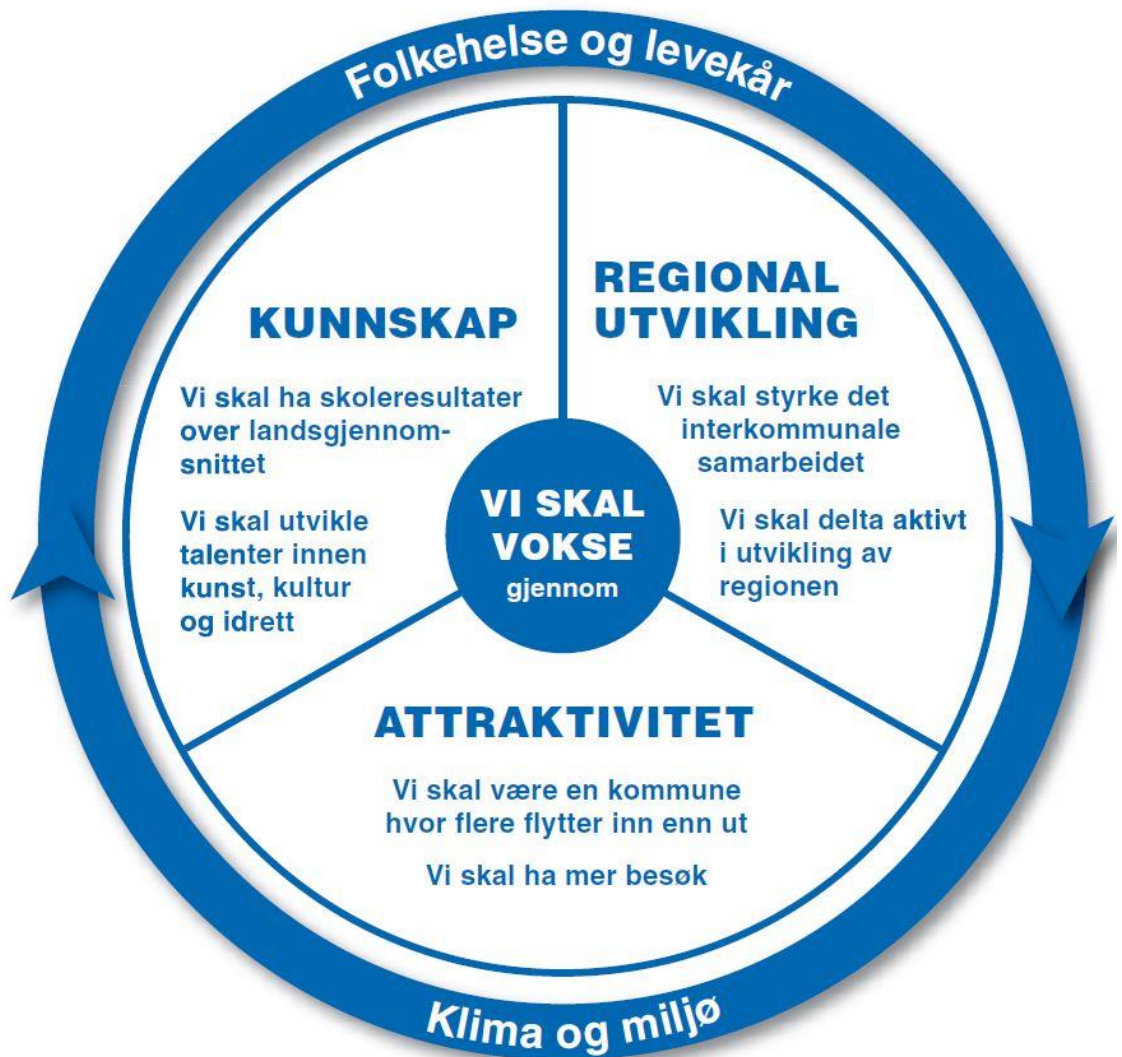 Folkehelse og levekår
KUNNSKAP
Vi skal ha skoleresultater
over landsgjennom-
snittet
Vi skal utvikle
talenter innen
kunst, kultur
og idrett
REGIONAL
UTVIKLING
Vi skal styrke det
interkommunale
samarbeidet
Vi skal delta aktivt
i utvikling av
regionen
VI SKAL
VOKSE
gjennom
ATTRAKTIVITET
Vi skal være en kommune
hvor flere flytter inn enn ut
Vi skal ha mer besøk
Klima og miljø